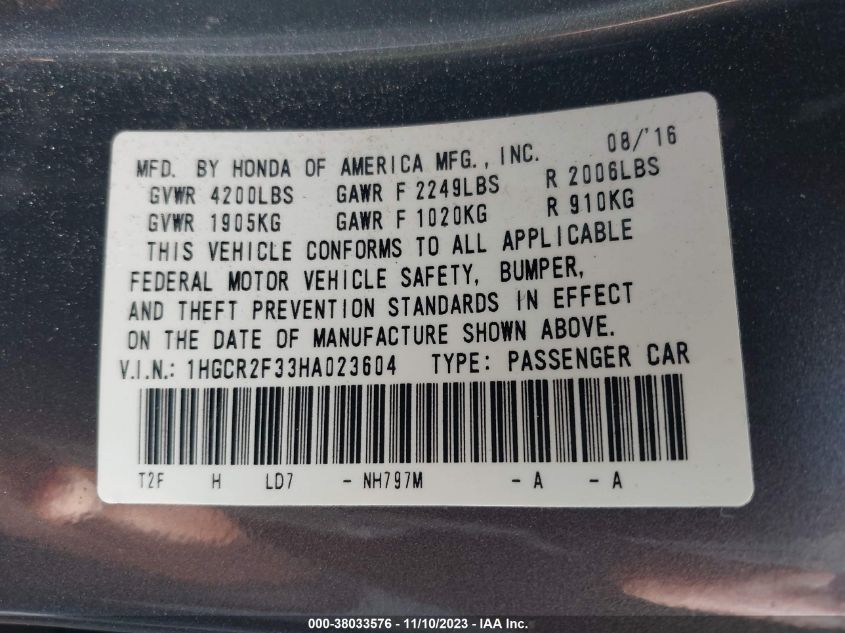 MFD. BY HONDA OF AMERICA MFG., INC. 08/'16
GVWR 4200LBS GAWR F 2249LBS R 2006LBS
GVWR 1905KG GAWR F 1020KG R 910KG
THIS VEHICLE CONFORMS TO ALL APPLICABLE
FEDERAL MOTOR VEHICLE SAFETY, BUMPER,
AND THEFT PREVENTION STANDARDS IN EFFECT
ON THE DATE OF MANUFACTURE SHOWN ABOVE.
V.I.N.: 1HGCR2F33HA023604 TYPE: PASSENGER CAR
T2F H LD7 - NH797M - A - A
000-38033576 - 11/10/2023 - IAA Inc.